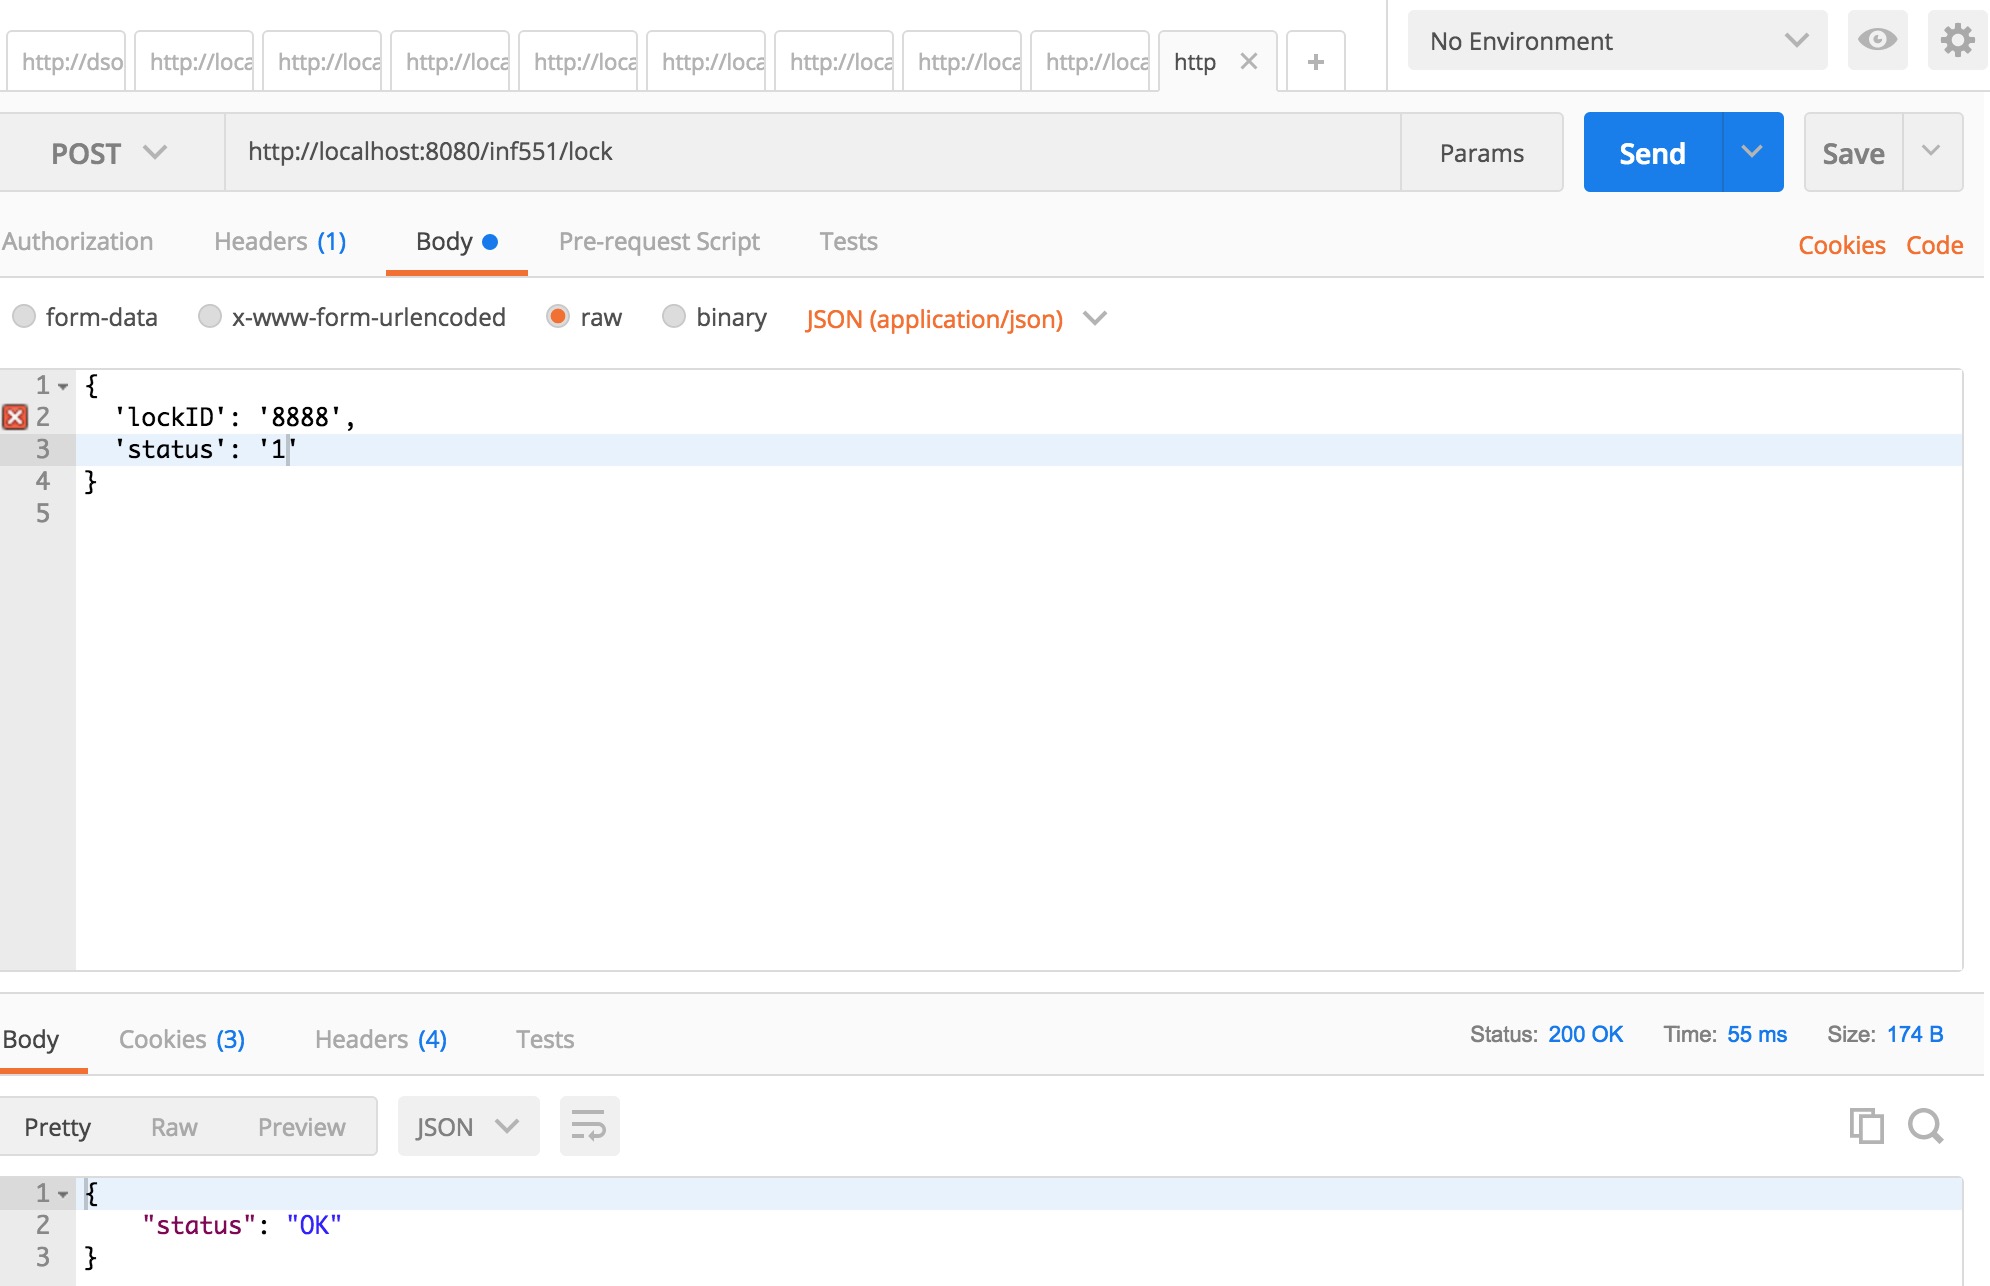 http://dso http://loca http://loca http://loca http://loca http://loca http://loca http://loca http://loca http + No Environment
POST http://localhost:8080/inf551/lock Params Send Save
Authorization Headers (1) Body Pre-request Script Tests Cookies Code
form-data x-www-form-urlencoded raw binary JSON (application/json)
1 {
2 'lockID': '8888',
3 'status': '1'
4 }
5
Body Cookies (3) Headers (4) Tests Status: 200 OK Time: 55 ms Size: 174 B
Pretty Raw Preview JSON
1 {
2 "status": "OK"
3 }